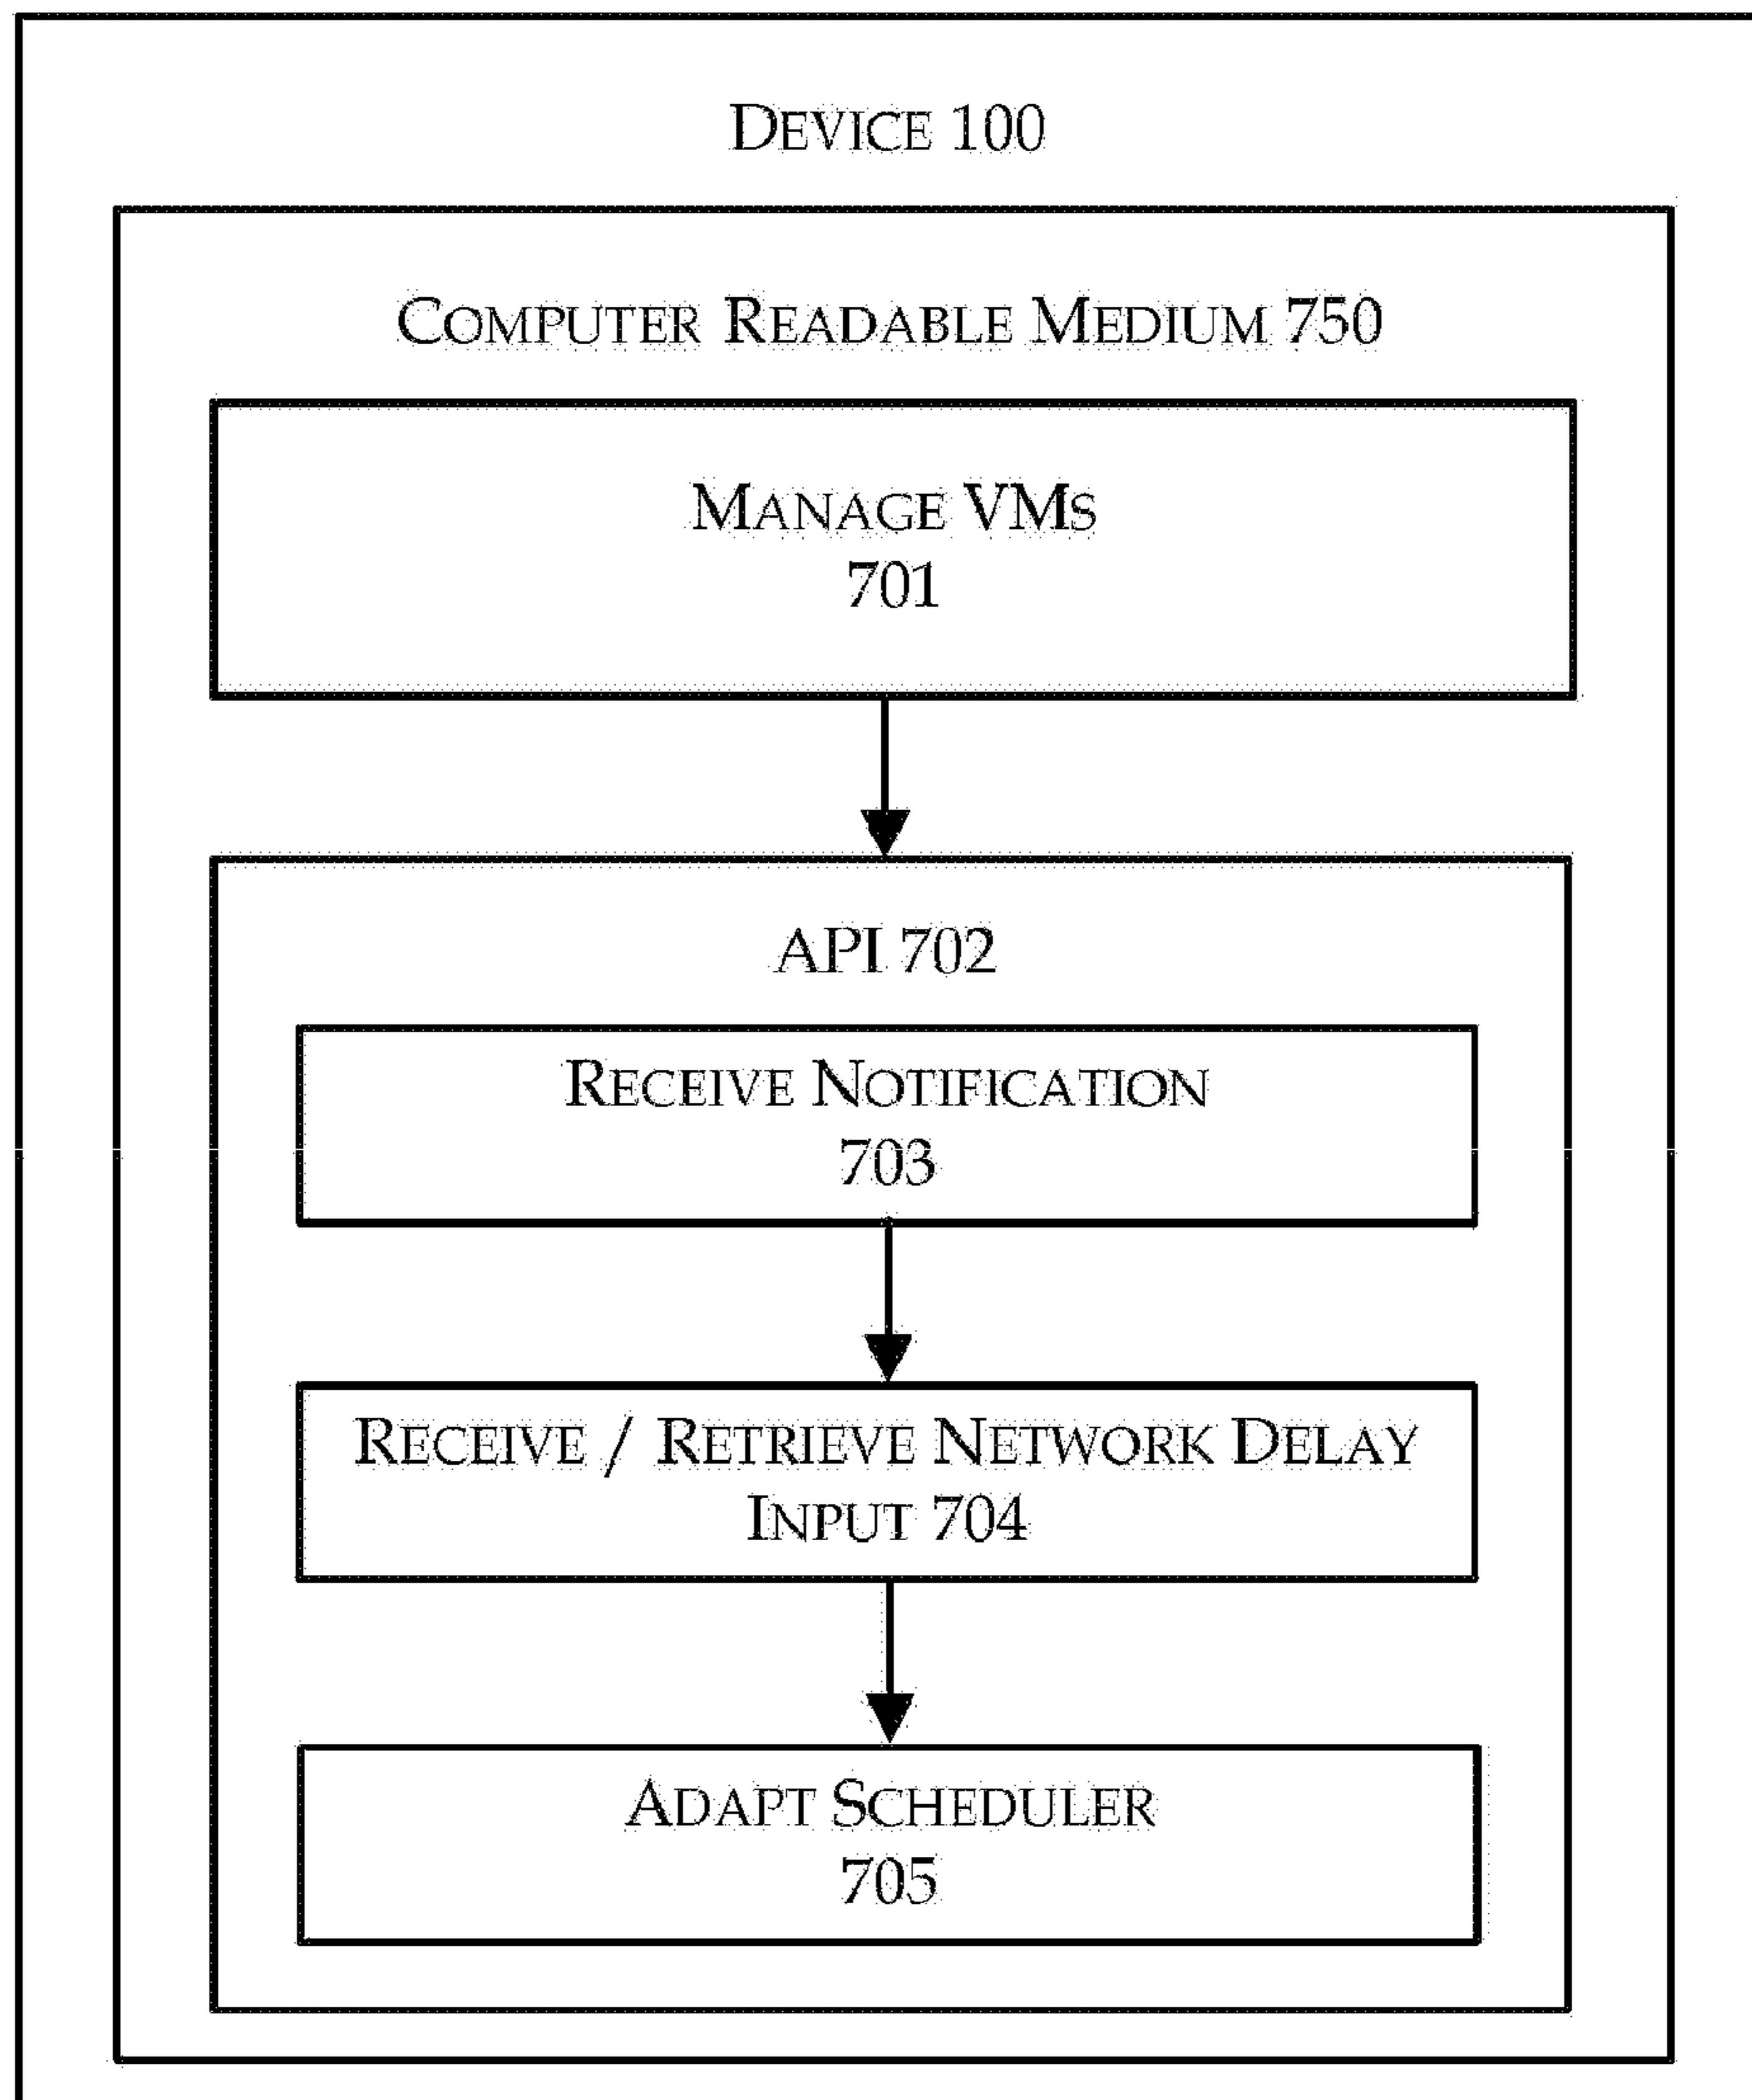 DEVICE 100
COMPUTER READABLE MEDIUM 750
MANAGE VMS
701
API 702
RECEIVE NOTIFICATION
703
RECEIVE / RETRIEVE NETWORK DELAY
INPUT 704
ADAPT SCHEDULER
705